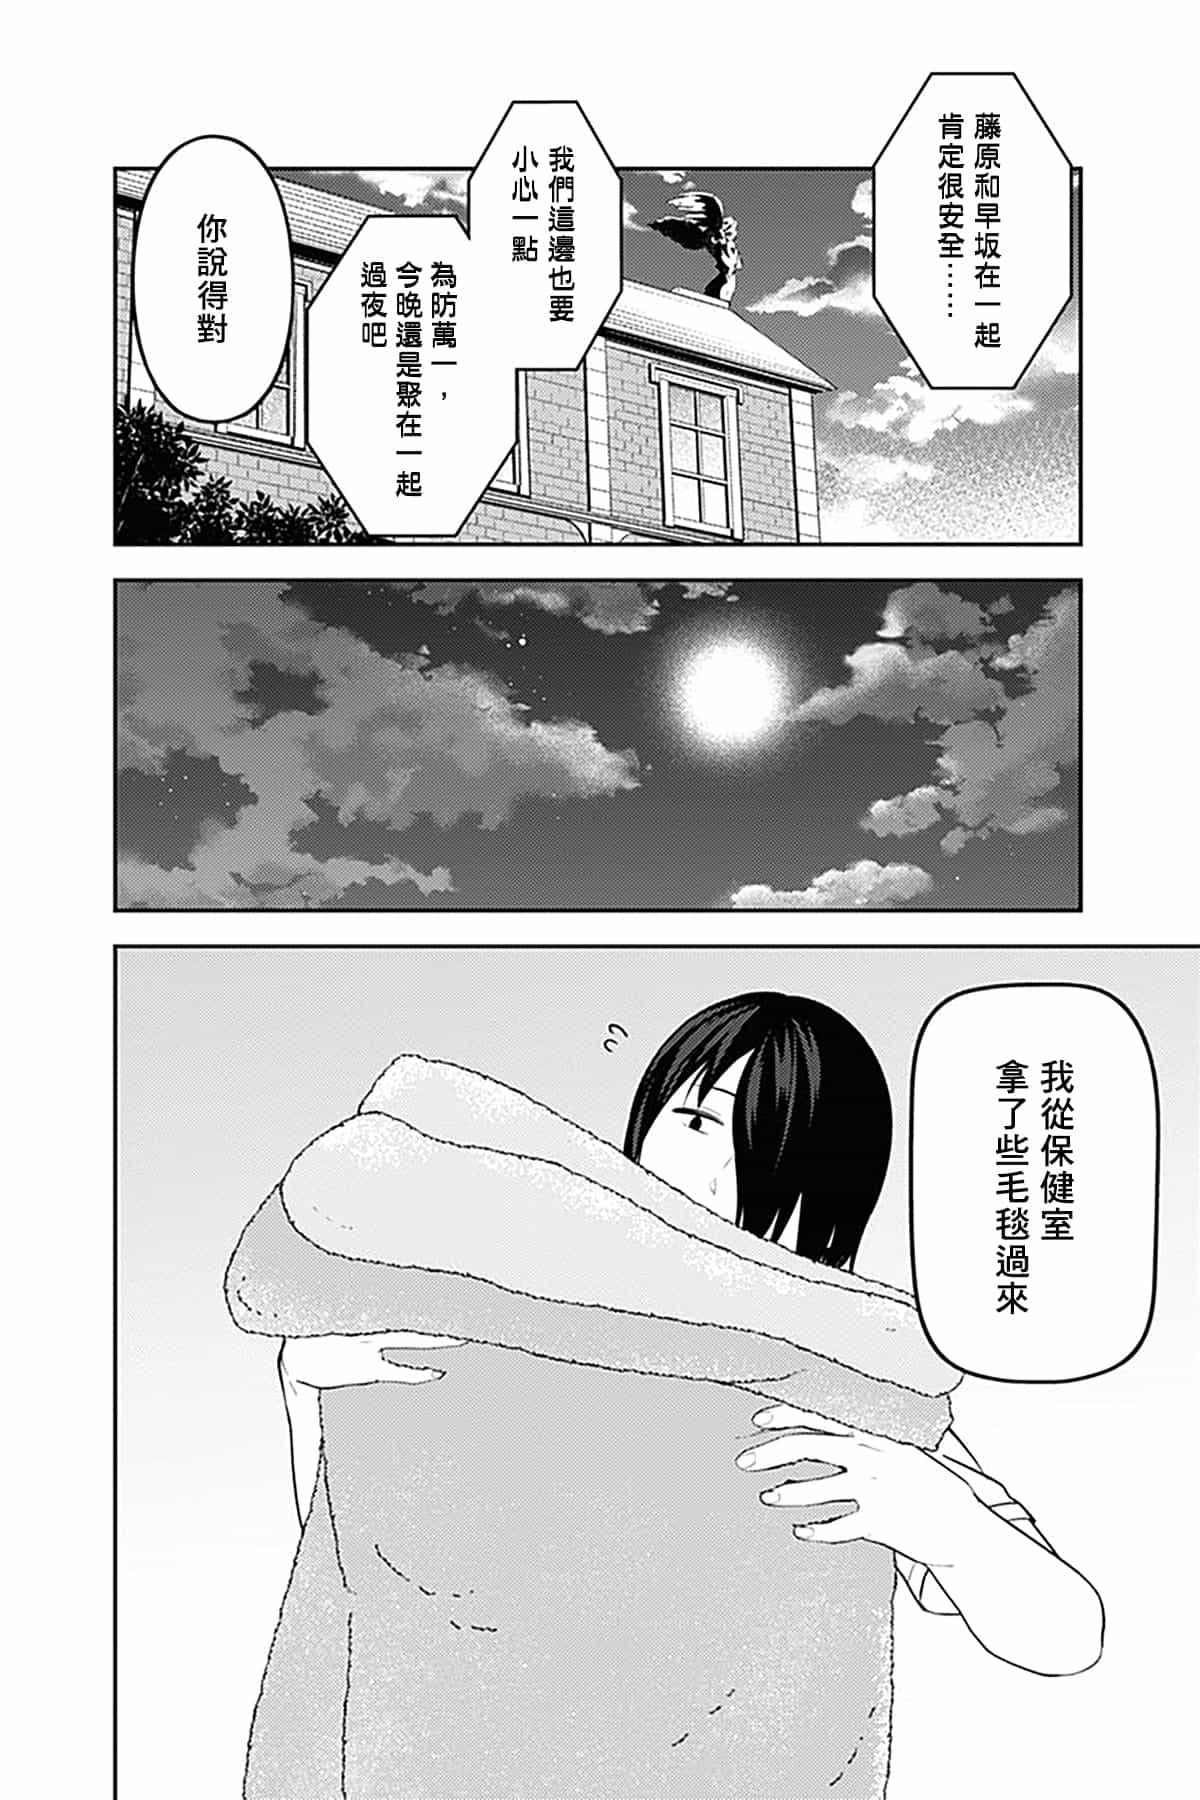 藤原和早坂在一起
肯定很安全……
我們這邊也要
小心一點
為防萬一，
今晚還是聚在一起
過夜吧
你說得對
我從保健室
拿了些毛毯過來